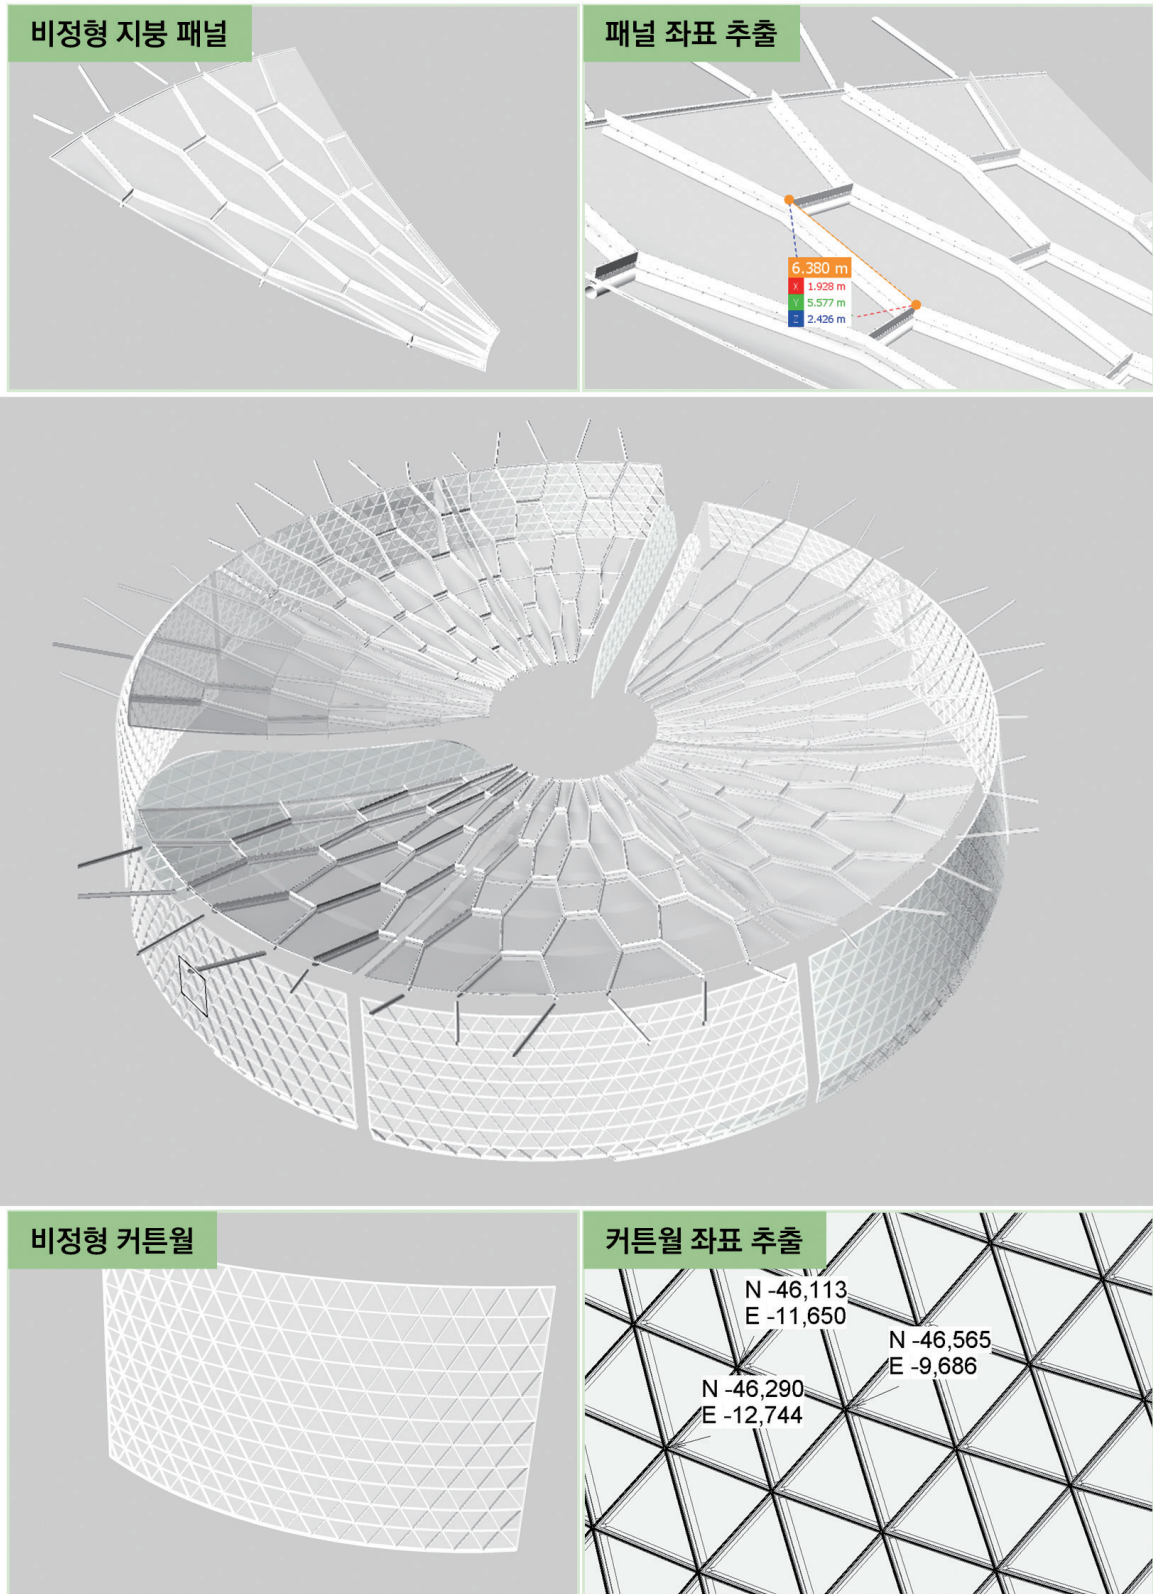 비정형 지붕 패널
패널 좌표 추출
6.380 m
X 1.928 m
Y 5.577 m
Z 2.426 m
비정형 커튼월
커튼월 좌표 추출
N -46,113
E -11,650
N -46,565
E -9,686
N -46,290
E -12,744